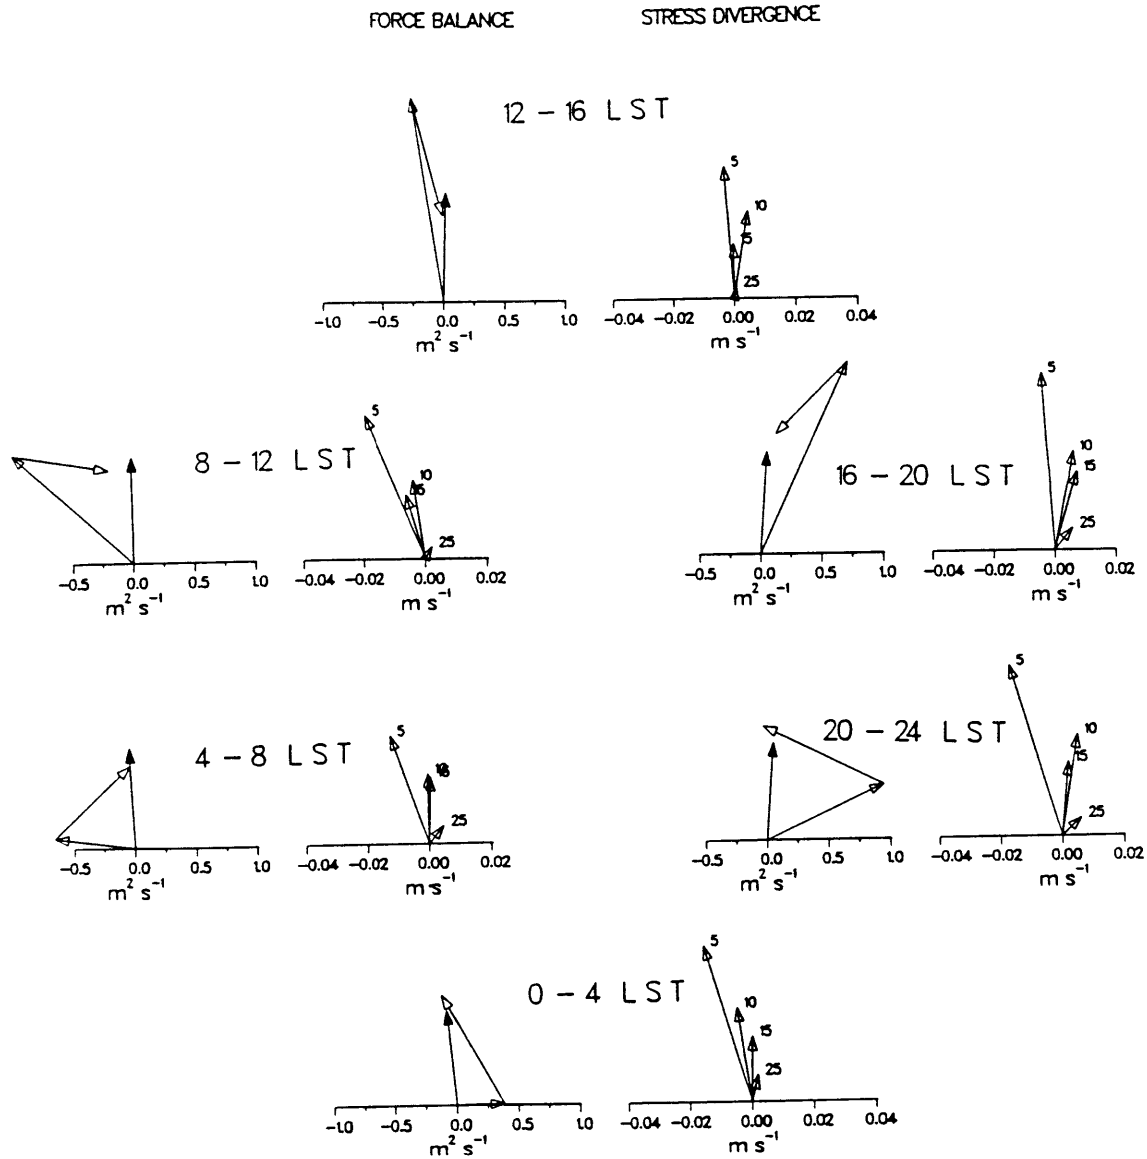 FORCE BALANCE STRESS DIVERGENCE
12 – 16 LST
5
10
15
25
-1.0 -0.5 0.0 0.5 1.0
m² s⁻¹
-0.04 -0.02 0.00 0.02 0.04
m s⁻¹
8 – 12 LST
5
10
15
25
-0.5 0.0 0.5 1.0
m² s⁻¹
-0.04 -0.02 0.00 0.02
m s⁻¹
16 – 20 LST
5
10
15
25
-0.5 0.0 0.5 1.0
m² s⁻¹
-0.04 -0.02 0.00 0.02
m s⁻¹
4 – 8 LST
5
25
-0.5 0.0 0.5 1.0
m² s⁻¹
-0.04 -0.02 0.00 0.02
m s⁻¹
20 – 24 LST
5
10
15
25
-0.5 0.0 0.5 1.0
m² s⁻¹
-0.04 -0.02 0.00 0.02
m s⁻¹
0 – 4 LST
5
10
15
25
-1.0 -0.5 0.0 0.5 1.0
m² s⁻¹
-0.04 -0.02 0.00 0.02 0.04
m s⁻¹